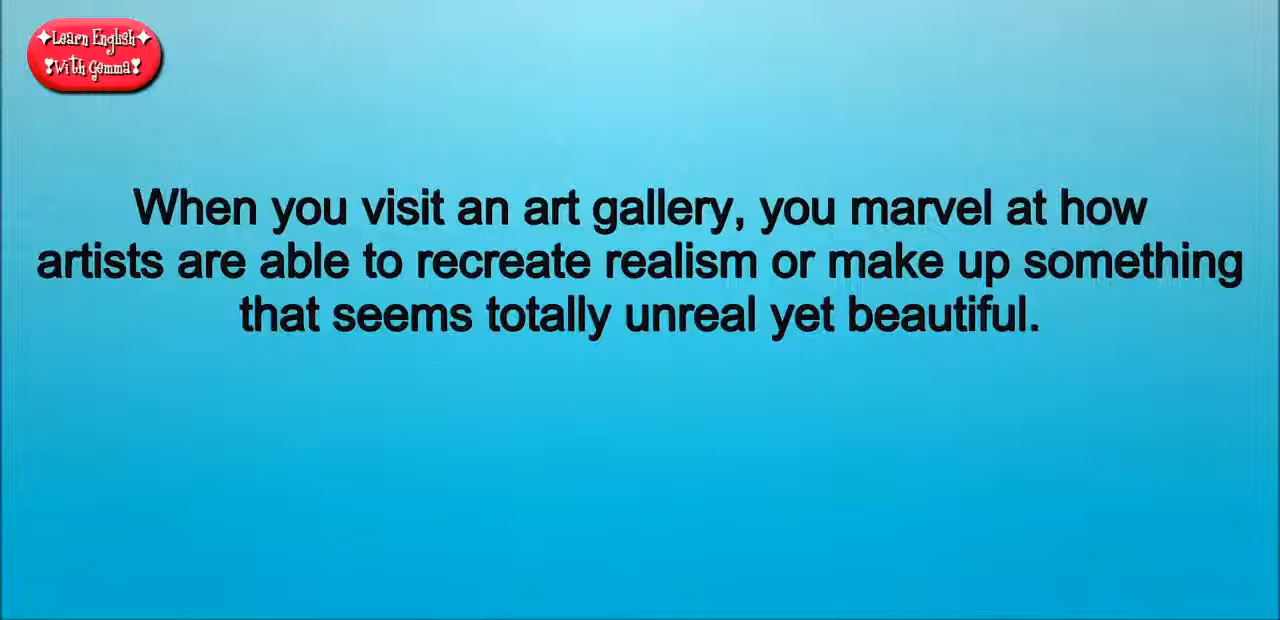 ✦Learn English✦
❣With Gemma❣
When you visit an art gallery, you marvel at how
artists are able to recreate realism or make up something
that seems totally unreal yet beautiful.